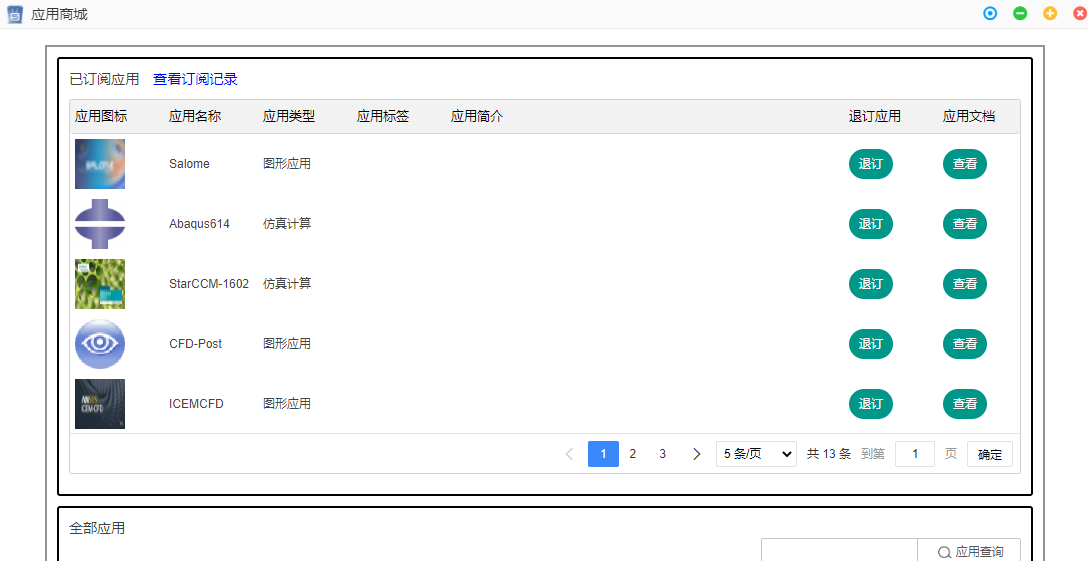 应用商城
已订阅应用 查看订阅记录
应用图标 应用名称 应用类型 应用标签 应用简介 退订应用 应用文档
Salome 图形应用 退订 查看
Abaqus614 仿真计算 退订 查看
StarCCM-1602 仿真计算 退订 查看
CFD-Post 图形应用 退订 查看
ICEMCFD 图形应用 退订 查看
1 2 3 5 条/页 共 13 条 到第 1 页 确定
全部应用
应用查询